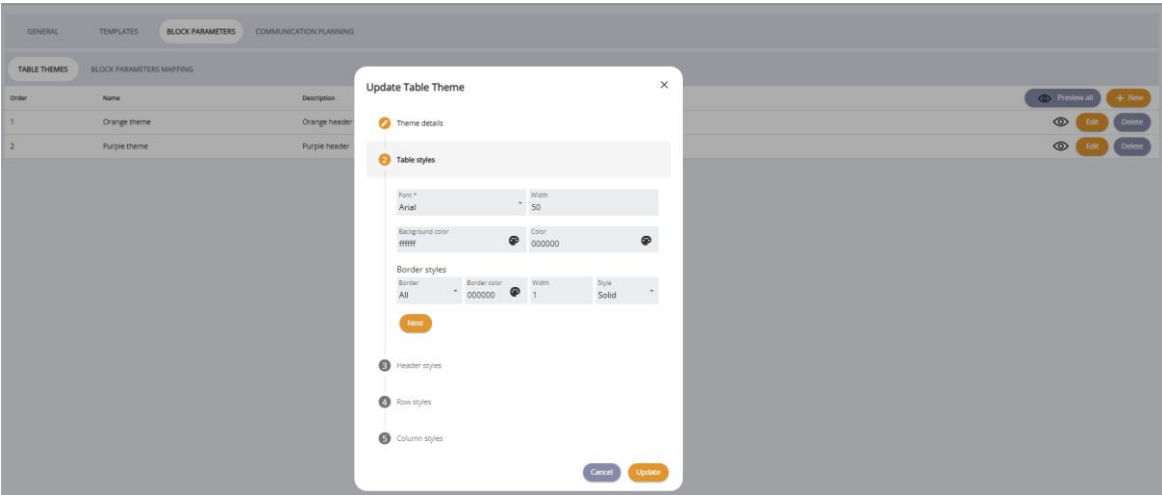 GENERAL TEMPLATES BLOCK PARAMETERS COMMUNICATION PLANNING
TABLE THEMES BLOCK PARAMETERS MAPPING
Order Name Description Preview all + New
1 Orange theme Orange header Edit Delete
2 Purple theme Purple header Edit Delete
Update Table Theme
Theme details
2 Table styles
Font * Width
Arial 50
Background color Color
ffffff 000000
Border styles
Border Border color Width Style
All 000000 1 Solid
Next
3 Header styles
4 Row styles
5 Column styles
Cancel Update